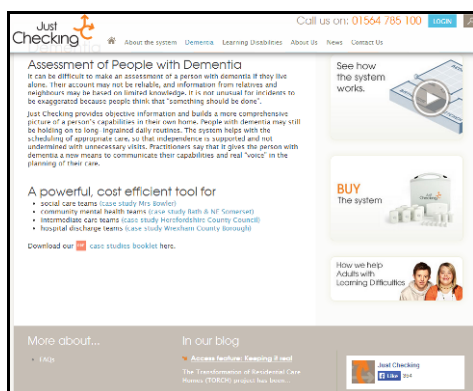 Just
Checking
Call us on: 01564 785 100
LOGIN
About the system Dementia Learning Disabilities About Us News Contact Us
Assessment of People with Dementia
It can be difficult to make an assessment of a person with dementia if they live
alone. Their account may not be reliable, and information from relatives and
neighbours may be based on limited knowledge. It is not unusual for incidents to
be exaggerated because people think that "something should be done".
Just Checking provides objective information and builds a more comprehensive
picture of a person's capabilities in their own home. People with dementia may still
be holding on to long- ingrained daily routines. The system helps with the
scheduling of appropriate care, so that independence is supported and not
undermined with unnecessary visits. Practitioners say that it gives the person with
dementia a new means to communicate their capabilities and real "voice" in the
planning of their care.
A powerful, cost efficient tool for
social care teams (case study Mrs Bowler)
community mental health teams (case study Bath & NE Somerset)
intermediate care teams (case study Herefordshire County Council)
hospital discharge teams (case study Wrexham County Borough)
Download our case studies booklet here.
See how
the system
works.
BUY
The system
How we help
Adults with
Learning Difficulties
More about...
FAQs
In our blog
Access feature: Keeping it real
The Transformation of Residential Care
Homes (TORCH) project has been...
Just Checking
Like